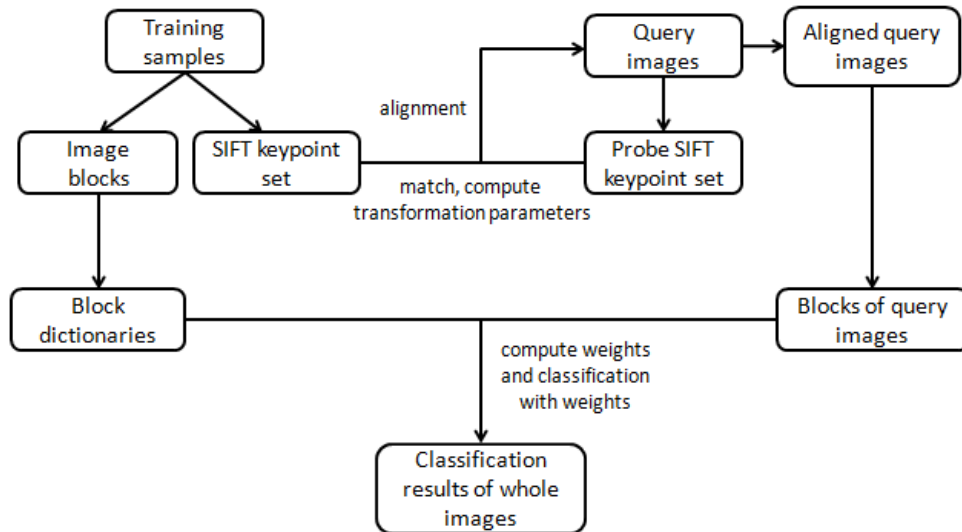 Training
samples
Query
images
Aligned query
images
alignment
Image
blocks
SIFT keypoint
set
Probe SIFT
keypoint set
match, compute
transformation parameters
Block
dictionaries
Blocks of query
images
compute weights
and classification
with weights
Classification
results of whole
images